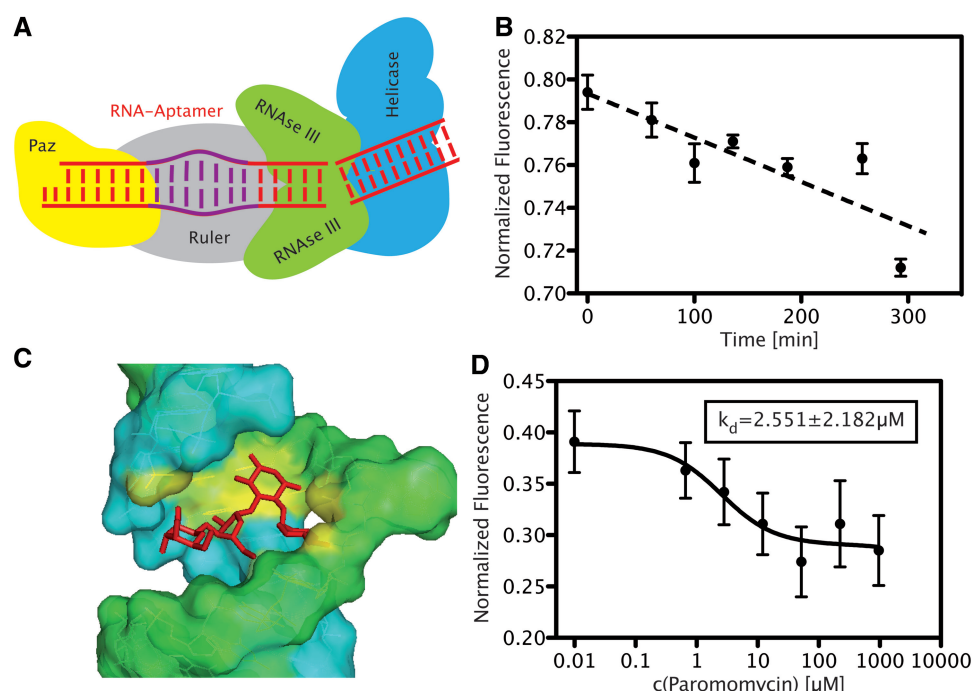 A
RNA-Aptamer
Paz
Ruler
RNAse III
RNAse III
Helicase
B
Normalized Fluorescence
0.82
0.80
0.78
0.76
0.74
0.72
0.70
0 100 200 300
Time [min]
C
D
Normalized Fluorescence
0.45
0.40
0.35
0.30
0.25
0.20
kd=2.551±2.182µM
0.01 0.1 1 10 100 1000 10000
c(Paromomycin) [µM]